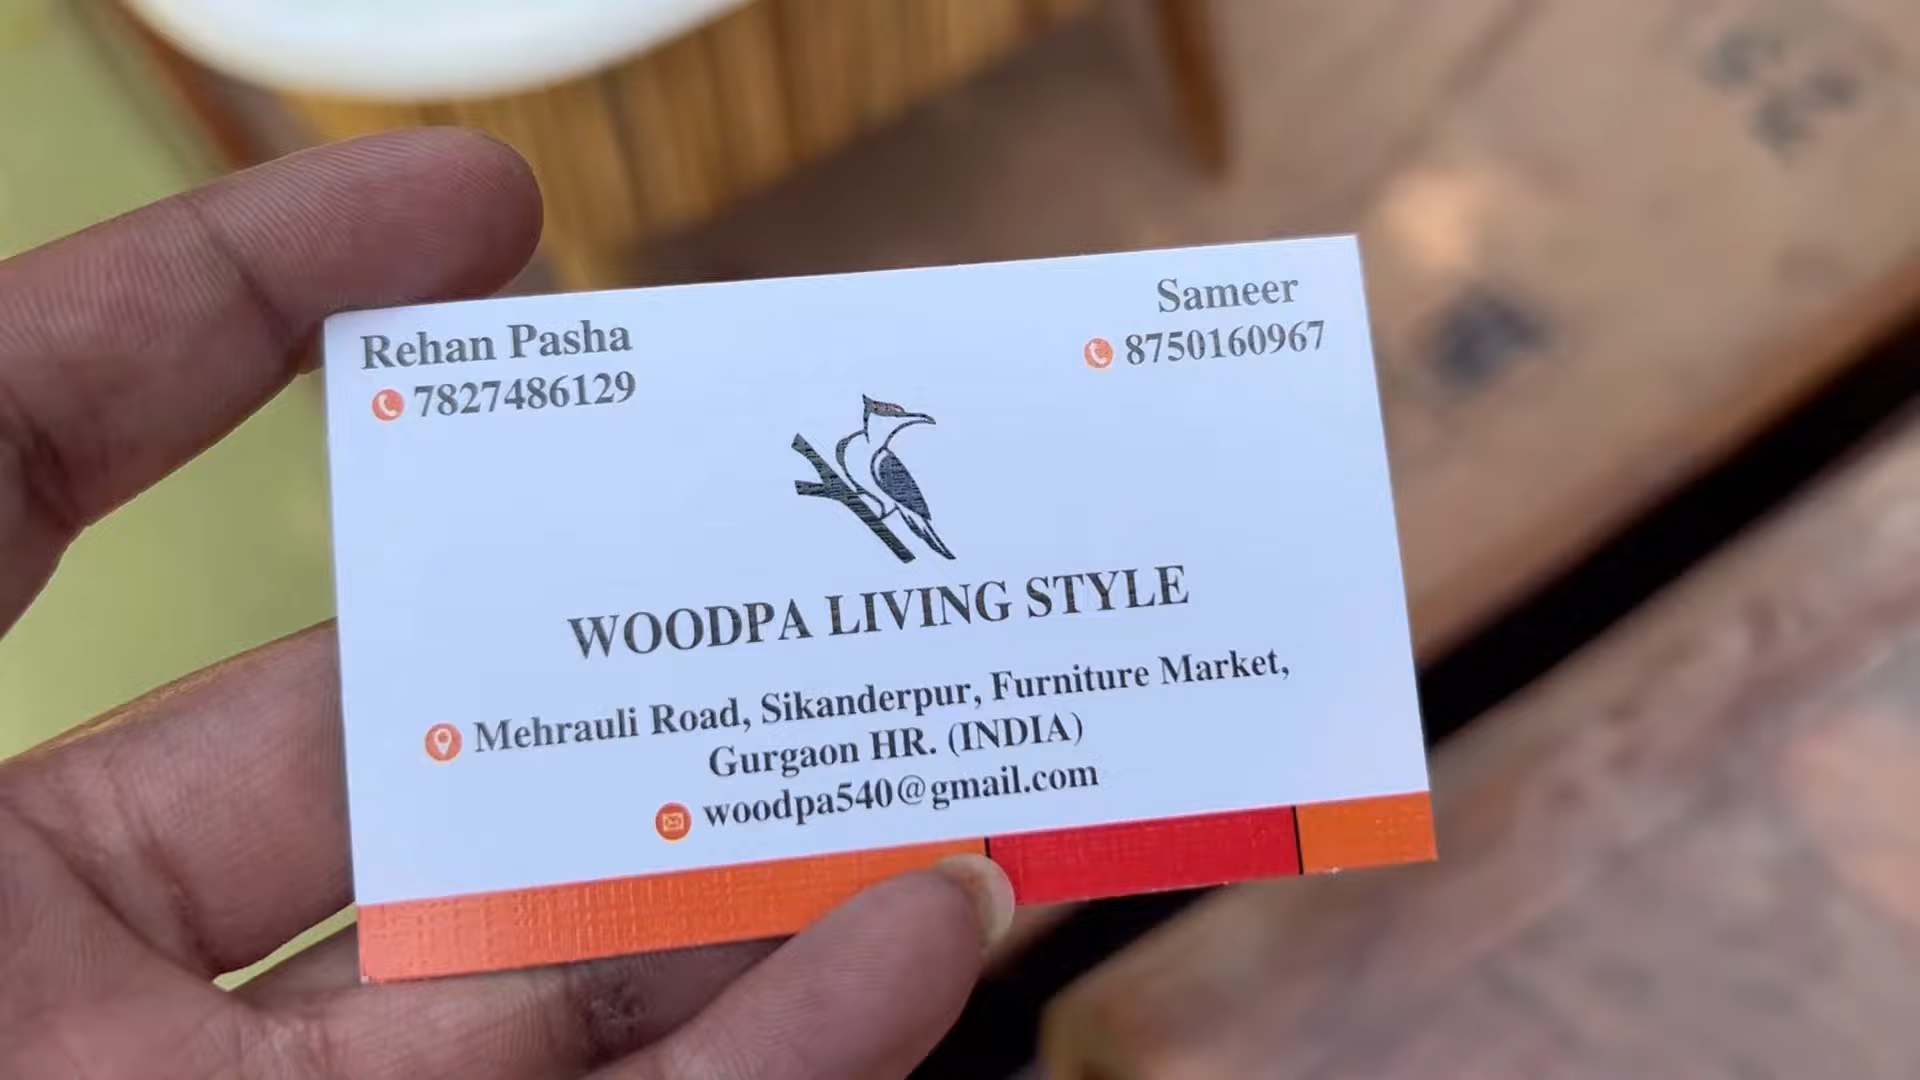 Rehan Pasha
7827486129
Sameer
8750160967
WOODPA LIVING STYLE
Mehrauli Road, Sikanderpur, Furniture Market,
Gurgaon HR. (INDIA)
woodpa540@gmail.com